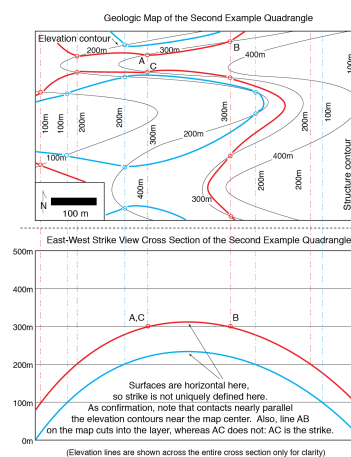 Geologic Map of the Second Example Quadrangle
Elevation contour
200m
300m
B
400m
A
C
100m
100m
100m
200m
200m
300m
200m
300m
400m
100m
400m
200m
200m
300m
400m
Structure contour
N
100 m
East-West Strike View Cross Section of the Second Example Quadrangle
500m
400m
A,C
B
300m
200m
Surfaces are horizontal here,
so strike is not uniquely defined here.
100m
As confirmation, note that contacts nearly parallel
the elevation contours near the map center. Also, line AB
on the map cuts into the layer, whereas AC does not: AC is the strike.
0m
(Elevation lines are shown across the entire cross section only for clarity)